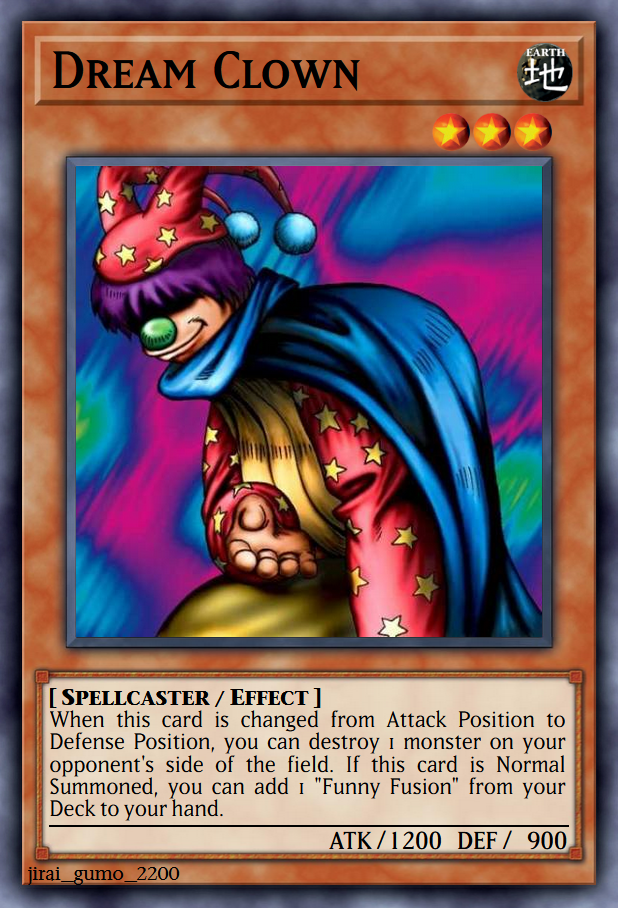 Dream Clown
EARTH
地
[ Spellcaster / Effect ]
When this card is changed from Attack Position to
Defense Position, you can destroy 1 monster on your
opponent's side of the field. If this card is Normal
Summoned, you can add 1 "Funny Fusion" from your
Deck to your hand.
ATK / 1200 DEF / 900
jirai_gumo_2200